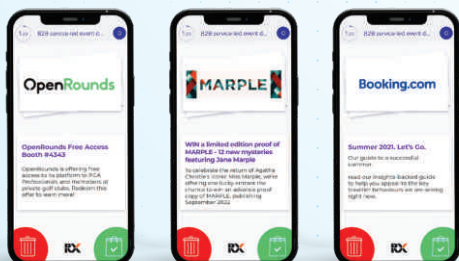 B2B service-led event d...
OpenRounds
OpenRounds Free Access
Booth #4343
OpenRounds is offering free
access to its platform to PGA
Professionals and members of
private golf clubs. Redeem this
offer to learn more!
RX
B2B service-led event d...
MARPLE
WIN a limited edition proof of
MARPLE - 12 new mysteries
featuring Jane Marple
To celebrate the return of Agatha
Christie's iconic Miss Marple, we're
offering one lucky entrant the
chance to win an advance proof
copy of MARPLE, publishing
September 2022
RX
B2B service-led event d...
Booking.com
Summer 2021. Let's Go.
Our guide to a successful
summer
Read our insights-backed guide
to help you appeal to the key
traveller behaviours we are seeing
right now.
RX